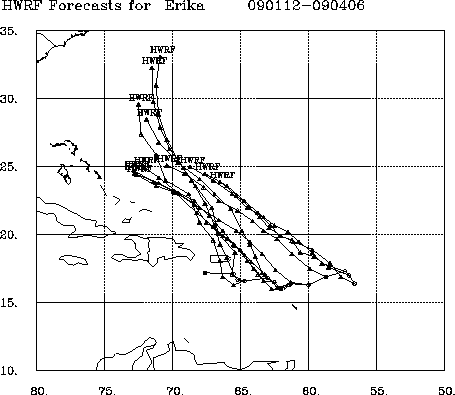 HWRF Forecasts for Erika 090112-090406
35.
HWRF
HWRF
30.
HWRF
HWRF
25.
HWRF
HWRF
HWRF
HWRF
HWRF
20.
15.
10.
80. 75. 70. 65. 60. 55. 50.